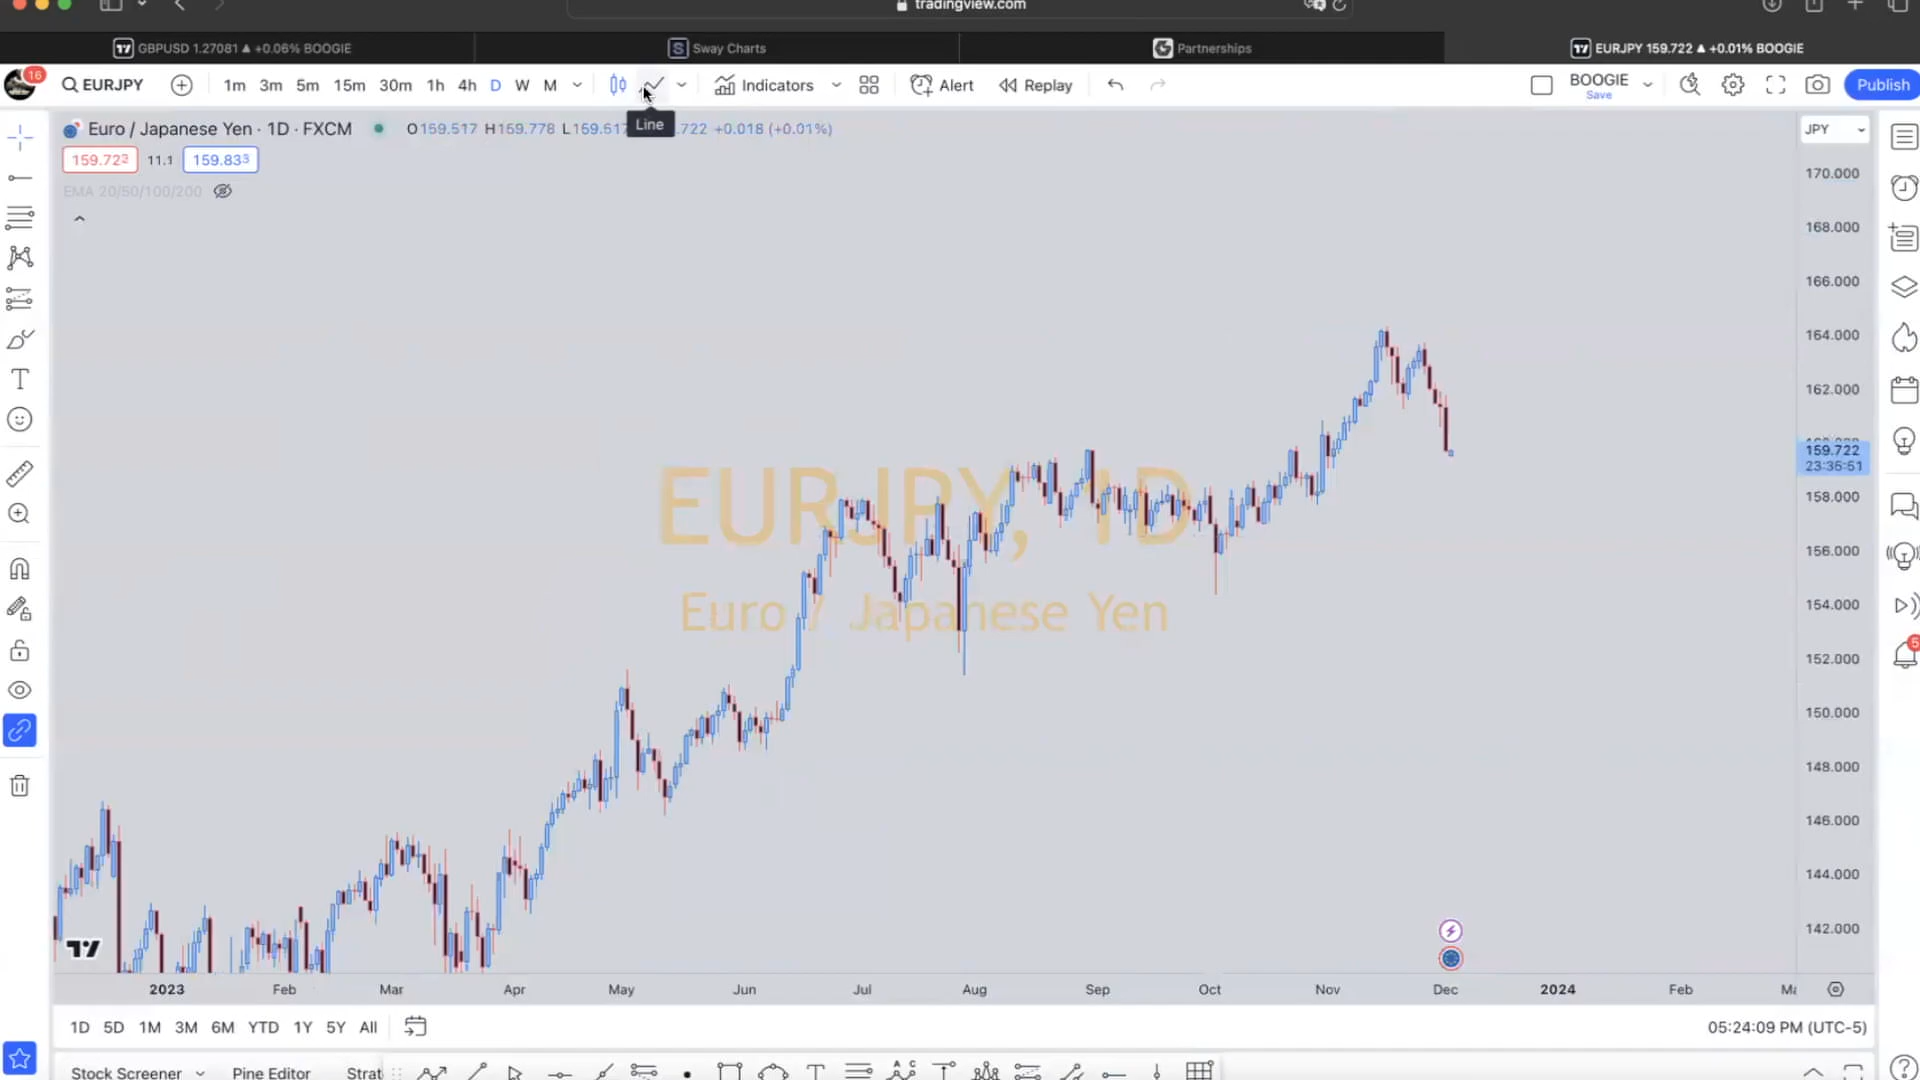 tradingview.com
GBPUSD 1.27081 ▲ +0.06% BOOGIE
Sway Charts
Partnerships
EURJPY 159.722 ▲ +0.01% BOOGIE
16
EURJPY
1m 3m 5m 15m 30m 1h 4h D W M
Indicators
Alert
Replay
BOOGIE
Save
Publish
Euro / Japanese Yen · 1D · FXCM
O159.517 H159.778 L159.517 .722 +0.018 (+0.01%)
Line
JPY
159.722 11.1 159.833
EMA 20/50/100/200
170.000
168.000
166.000
164.000
162.000
159.722
23:35:51
158.000
156.000
154.000
152.000
150.000
148.000
146.000
144.000
142.000
EURJPY, 1D
Euro / Japanese Yen
5
2023 Feb Mar Apr May Jun Jul Aug Sep Oct Nov Dec 2024 Feb
1D 5D 1M 3M 6M YTD 1Y 5Y All
05:24:09 PM (UTC-5)
Stock Screener Pine Editor Strat